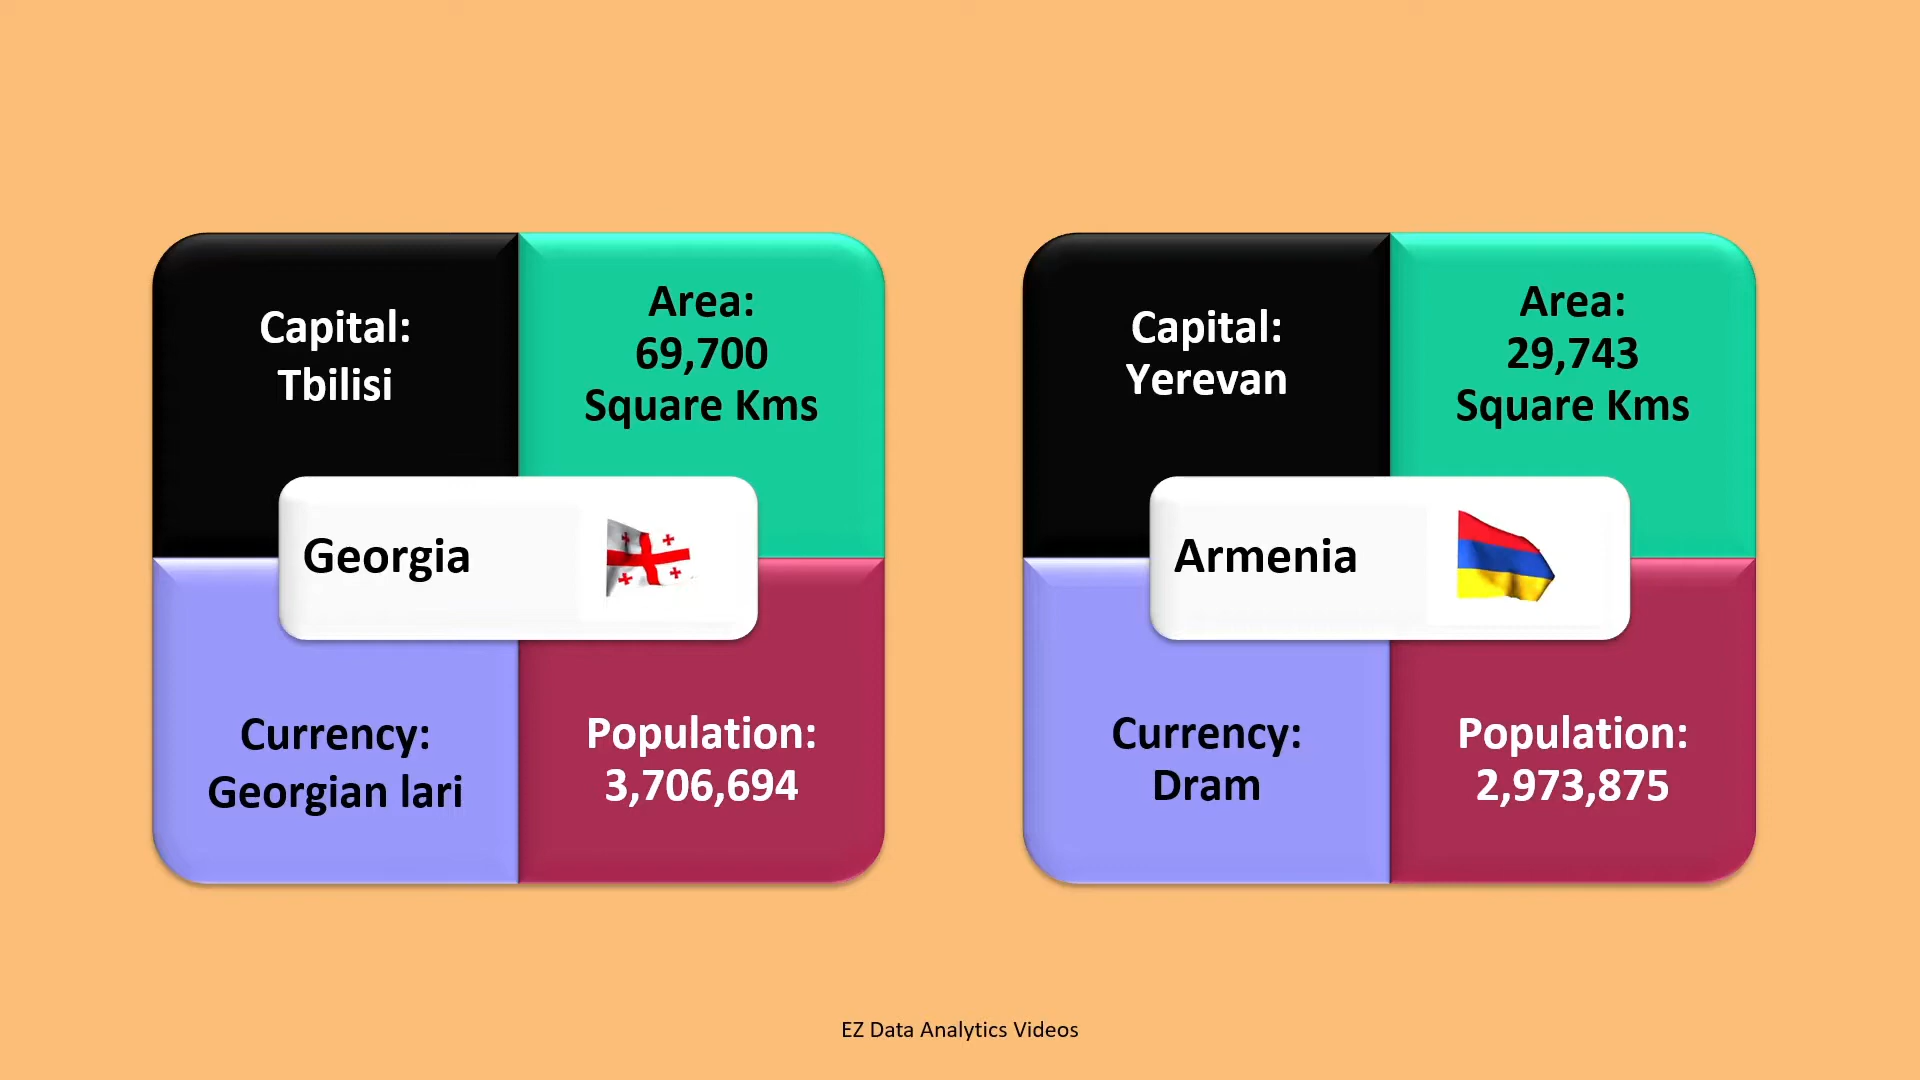 Capital:
Tbilisi
Area:
69,700
Square Kms
Georgia
Currency:
Georgian lari
Population:
3,706,694
Capital:
Yerevan
Area:
29,743
Square Kms
Armenia
Currency:
Dram
Population:
2,973,875
EZ Data Analytics Videos